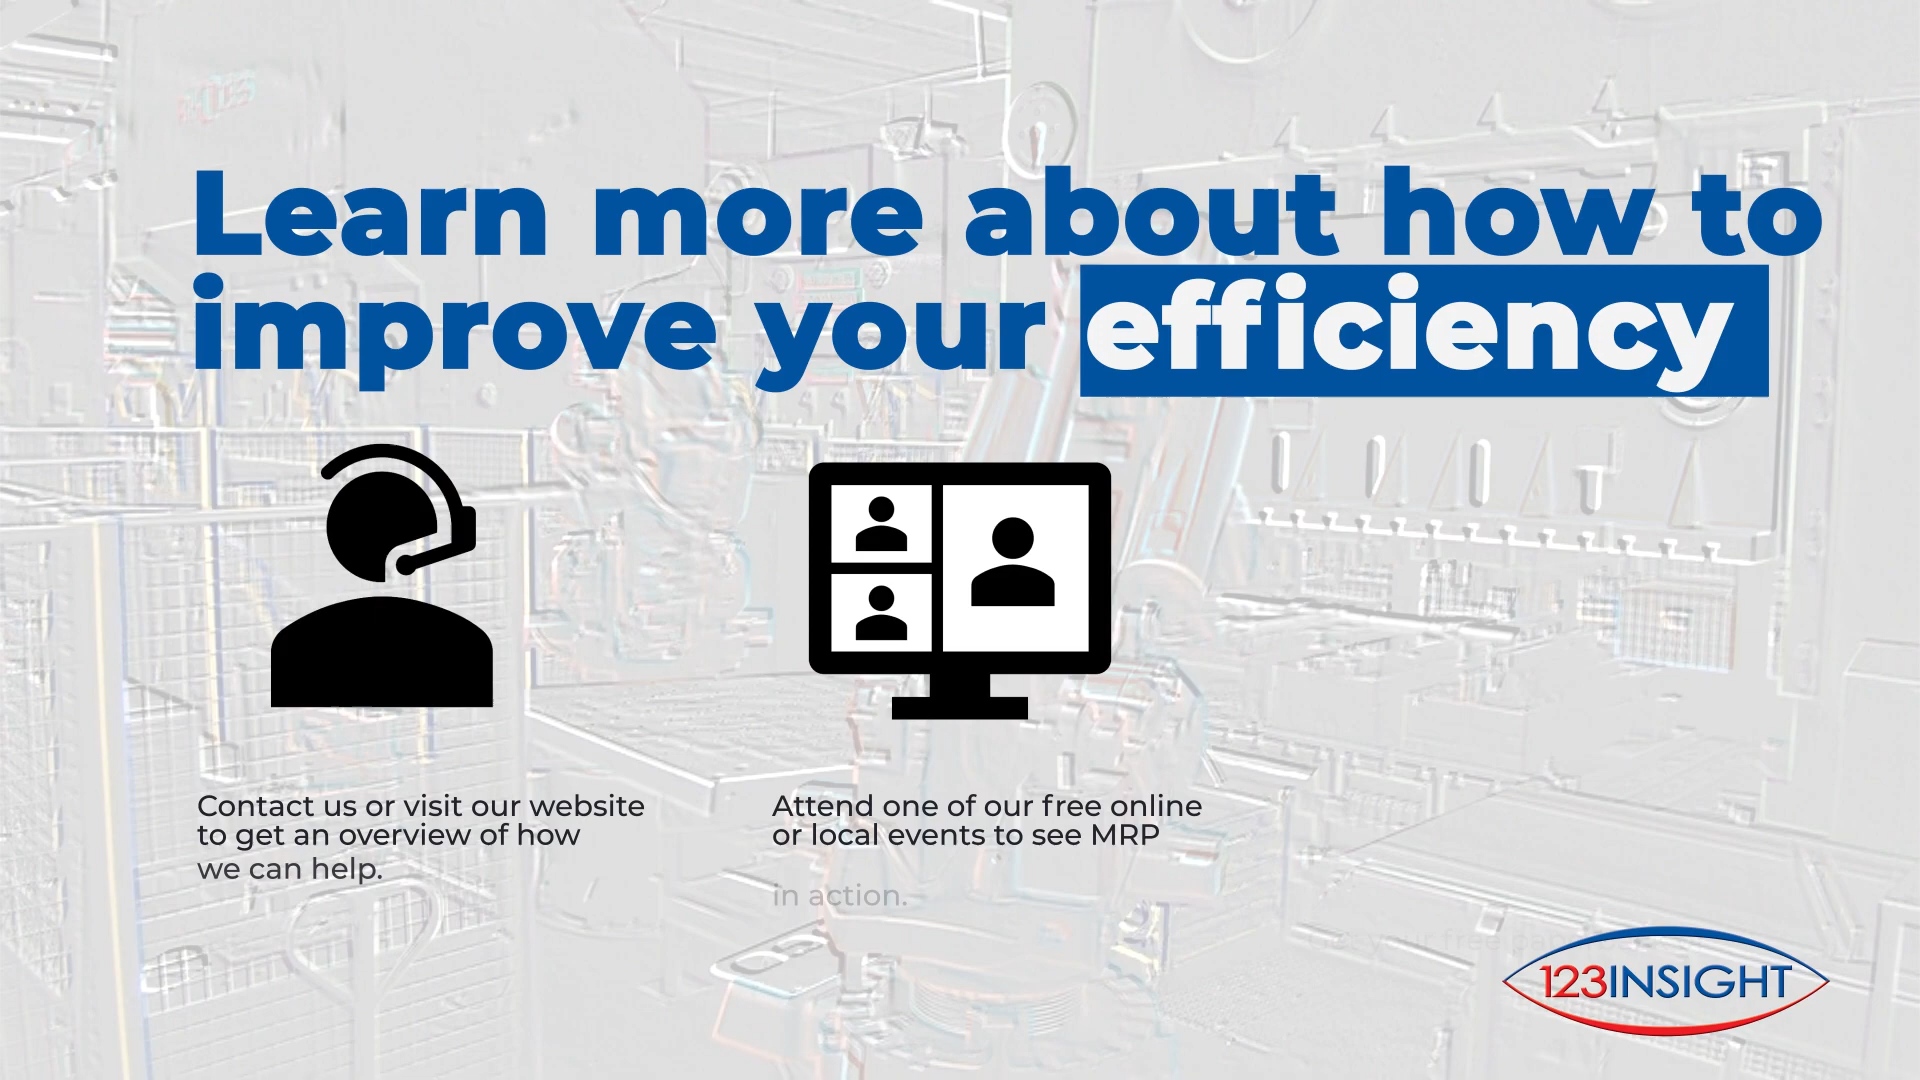 Learn more about how to
improve your efficiency
Contact us or visit our website
to get an overview of how
we can help.
Attend one of our free online
or local events to see MRP
in action.
your free
123INSIGHT